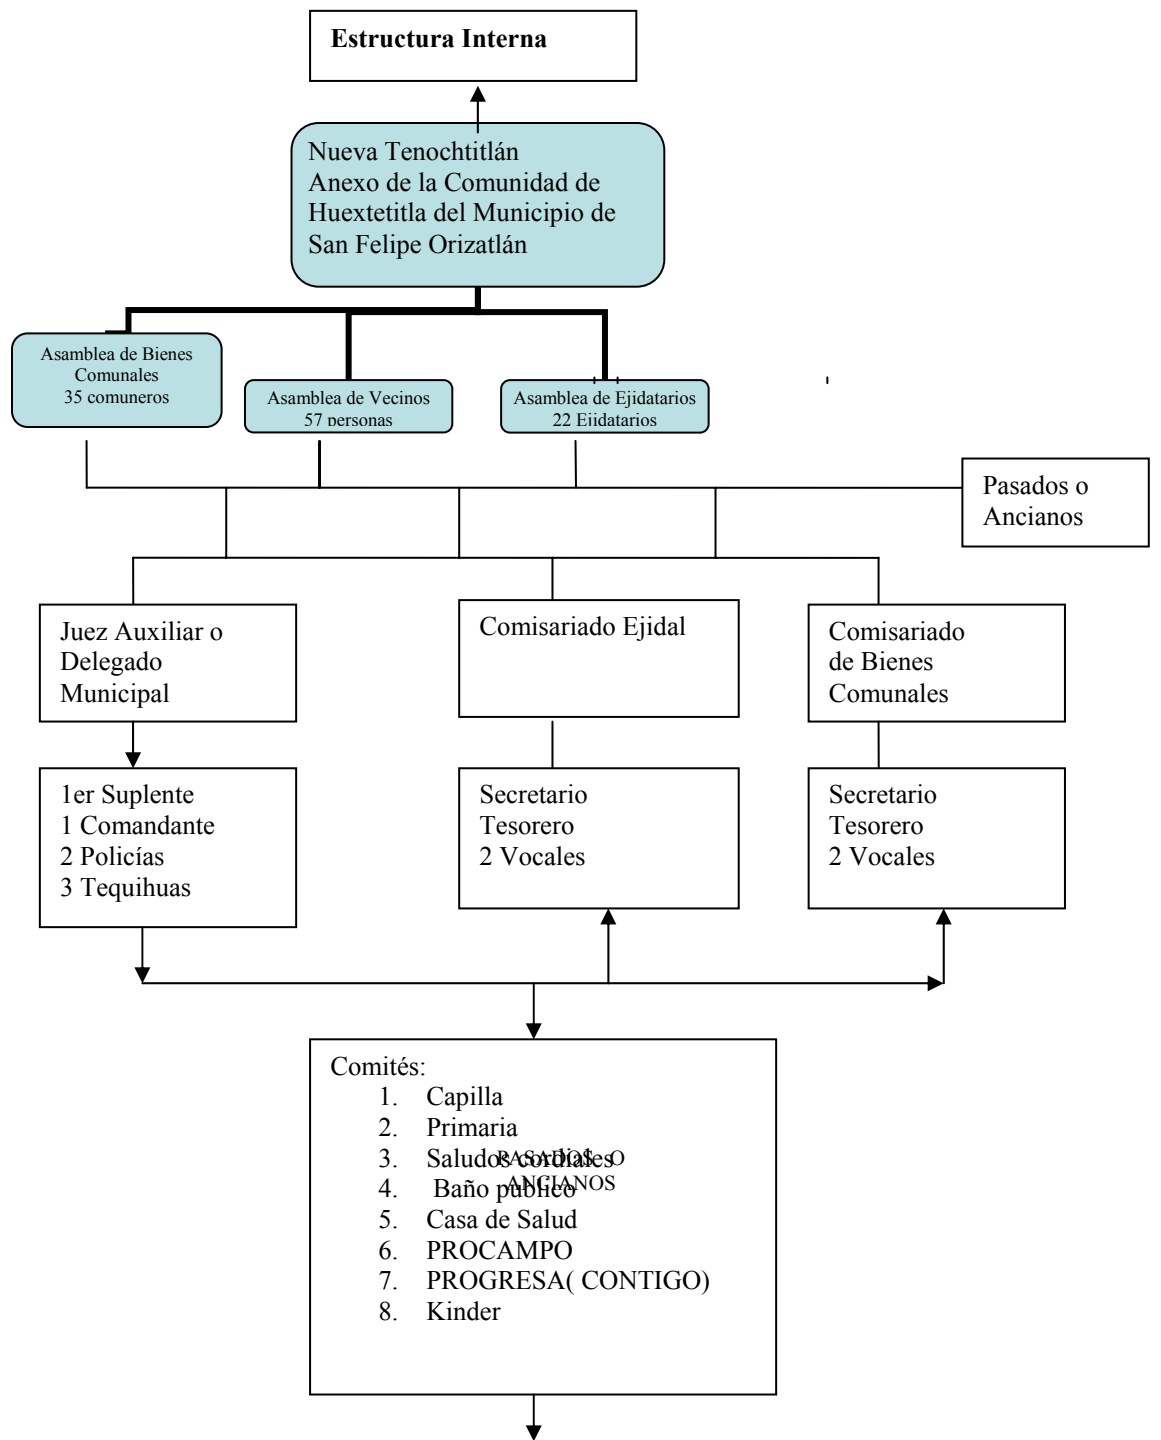 Estructura Interna
Nueva Tenochtitlán
Anexo de la Comunidad de
Huextetitla del Municipio de
San Felipe Orizatlán
Asamblea de Bienes
Comunales
35 comuneros
Asamblea de Vecinos
57 personas
Asamblea de Ejidatarios
22 Ejidatarios
Pasados o
Ancianos
Juez Auxiliar o
Delegado
Municipal
Comisariado Ejidal
Comisariado
de Bienes
Comunales
1er Suplente
1 Comandante
2 Policías
3 Tequihuas
Secretario
Tesorero
2 Vocales
Secretario
Tesorero
2 Vocales
Comités:
1. Capilla
2. Primaria
3. Saludos cordiales
PASADOS O
4. Baño publico
ANCIANOS
5. Casa de Salud
6. PROCAMPO
7. PROGRESA( CONTIGO)
8. Kinder